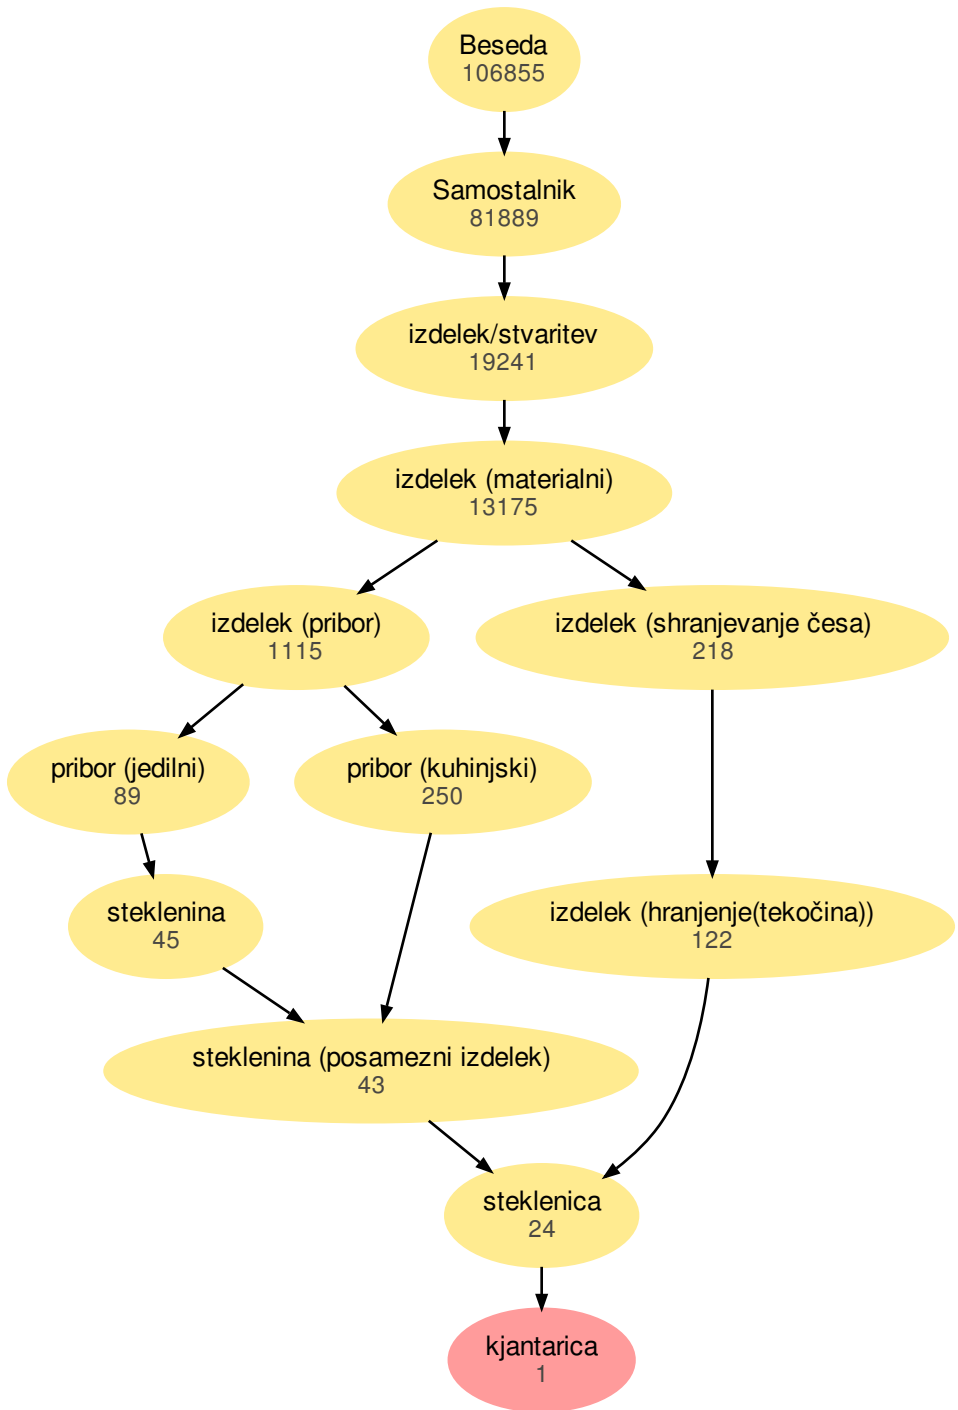 Beseda
106855
Samostalnik
81889
izdelek/stvaritev
19241
izdelek (materialni)
13175
izdelek (pribor)
1115
izdelek (shranjevanje česa)
218
pribor (jedilni)
89
pribor (kuhinjski)
250
steklenina
45
izdelek (hranjenje(tekočina))
122
steklenina (posamezni izdelek)
43
steklenica
24
kjantarica
1